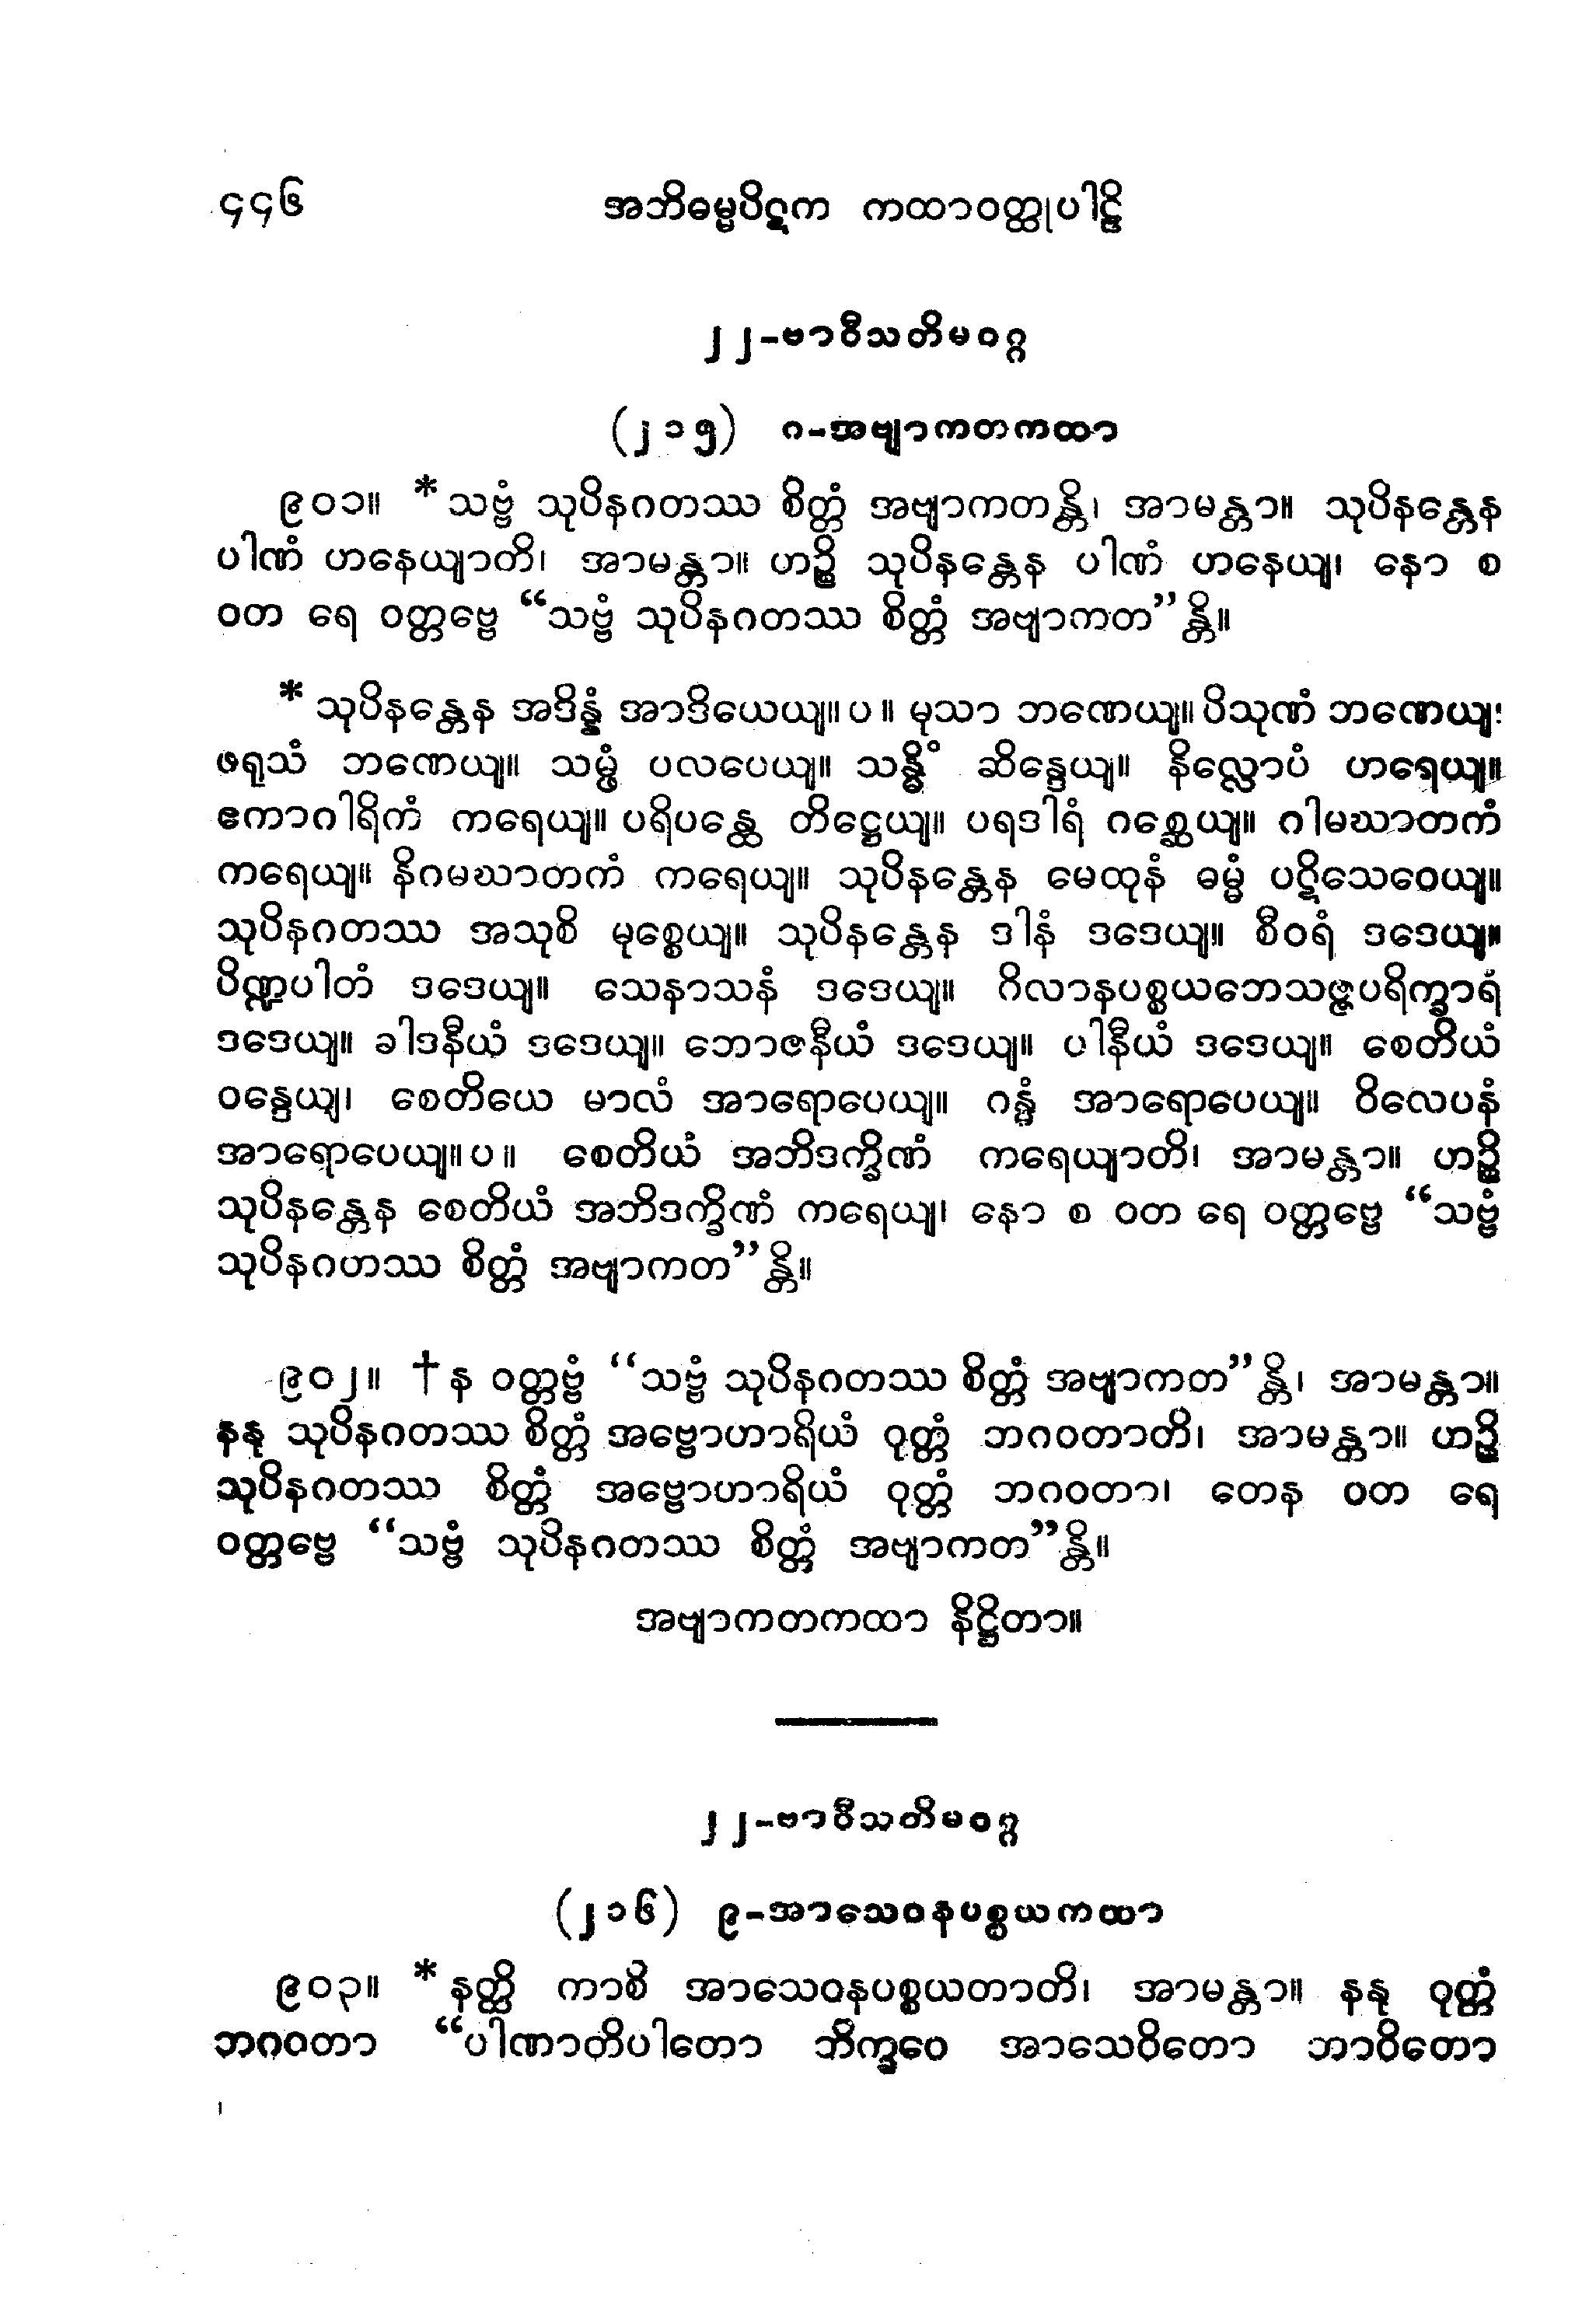 ၄၄၆ အဘိဓမ္မပိဋက ကထာဝတ္ထုပါဠိ
၂၂-ဗာဝီသတိမဝဂ္ဂ
(၂၁၅) ဂ-အဗျာကတကထာ
၉၀၁။ *သဗ္ဗံ သုပိနဂတဿ စိတ္တံ အဗျာကတန္တိ၊ အာမန္တာ။ သုပိနန္တေန
ပါဏံ ဟနေယျာတိ၊ အာမန္တာ။ ဟဉ္စိ သုပိနန္တေန ပါဏံ ဟနေယျ၊ နော စ
ဝတ ရေ ဝတ္တဗ္ဗေ “သဗ္ဗံ သုပိနဂတဿ စိတ္တံ အဗျာကတ”န္တိ။
*သုပိနန္တေန အဒိန္နံ အာဒိယေယျ။ပ။ မုသာ ဘဏေယျ။ ပိသုဏံ ဘဏေယျ။
ဖရုသံ ဘဏေယျ။ သမ္ဖံ ပလပေယျ။ သန္ဓိံ ဆိန္ဒေယျ။ နိလ္လောပံ ဟရေယျ။
ဧကာဂါရိကံ ကရေယျ။ ပရိပန္ထေ တိဋ္ဌေယျ။ ပရဒါရံ ဂစ္ဆေယျ။ ဂါမဃာတကံ
ကရေယျ။ နိဂမဃာတကံ ကရေယျ။ သုပိနန္တေန မေထုနံ ဓမ္မံ ပဋိသေဝေယျ။
သုပိနဂတဿ အသုစိ မုစ္စေယျ။ သုပိနန္တေန ဒါနံ ဒဒေယျ။ စီဝရံ ဒဒေယျ။
ပိဏ္ဍပါတံ ဒဒေယျ။ သေနာသနံ ဒဒေယျ။ ဂိလာနပစ္စယဘေသဇ္ဇပရိက္ခာရံ
ဒဒေယျ။ ခါဒနီယံ ဒဒေယျ။ ဘောဇနီယံ ဒဒေယျ။ ပါနီယံ ဒဒေယျ။ စေတိယံ
ဝန္ဒေယျ၊ စေတိယေ မာလံ အာရောပေယျ။ ဂန္ဓံ အာရောပေယျ။ ဝိလေပနံ
အာရောပေယျ။ပ။ စေတိယံ အဘိဒက္ခိဏံ ကရေယျာတိ၊ အာမန္တာ။ ဟဉ္စိ
သုပိနန္တေန စေတိယံ အဘိဒက္ခိဏံ ကရေယျ၊ နော စ ဝတ ရေ ဝတ္တဗ္ဗေ “သဗ္ဗံ
သုပိနဂတဿ စိတ္တံ အဗျာကတ”န္တိ။
၉၀၂။ †န ဝတ္တဗ္ဗံ “သဗ္ဗံ သုပိနဂတဿ စိတ္တံ အဗျာကတ”န္တိ၊ အာမန္တာ။
နနု သုပိနဂတဿ စိတ္တံ အဗ္ဗောဟာရိယံ ဝုတ္တံ ဘဂဝတာတိ၊ အာမန္တာ။ ဟဉ္စိ
သုပိနဂတဿ စိတ္တံ အဗ္ဗောဟာရိယံ ဝုတ္တံ ဘဂဝတာ၊ တေန ဝတ ရေ
ဝတ္တဗ္ဗေ “သဗ္ဗံ သုပိနဂတဿ စိတ္တံ အဗျာကတ”န္တိ။
အဗျာကတကထာ နိဋ္ဌိတာ။
၂၂-ဗာဝီသတိမဝဂ္ဂ
(၂၁၆) ၉-အာသေဝနပစ္စယကထာ
၉၀၃။ *နတ္ထိ ကာစိ အာသေဝနပစ္စယတာတိ၊ အာမန္တာ။ နနု ဝုတ္တံ
ဘဂဝတာ “ပါဏာတိပါတော ဘိက္ခဝေ အာသေဝိတော ဘာဝိတော